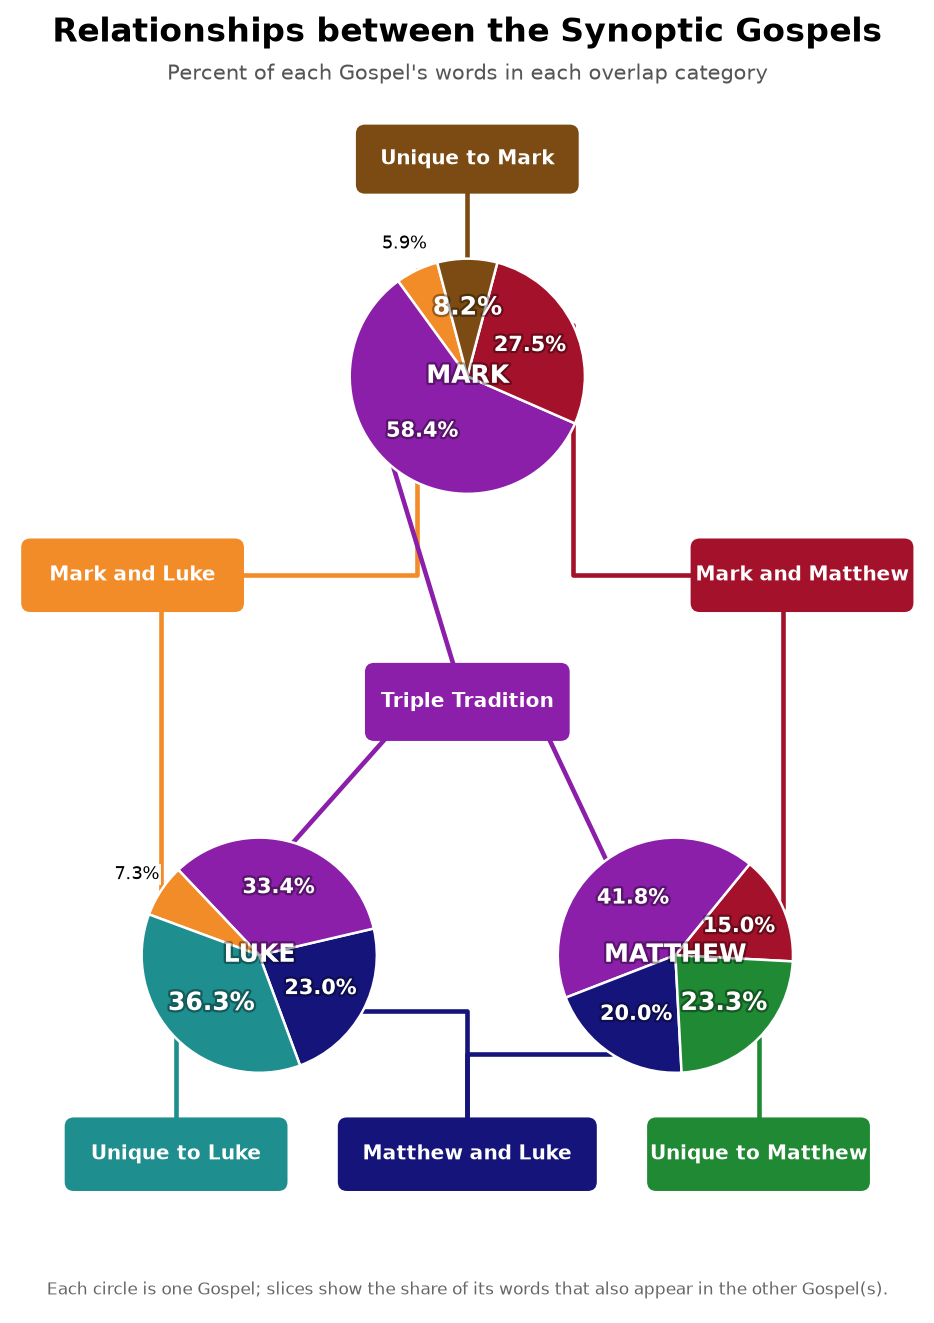 Relationships between the Synoptic Gospels
Percent of each Gospel's words in each overlap category
Unique to Mark
5.9%
8.2%
27.5%
MARK
58.4%
Mark and Luke
Mark and Matthew
Triple Tradition
7.3%
33.4%
LUKE
23.0%
36.3%
41.8%
15.0%
MATTHEW
20.0%
23.3%
Unique to Luke
Matthew and Luke
Unique to Matthew
Each circle is one Gospel; slices show the share of its words that also appear in the other Gospel(s).